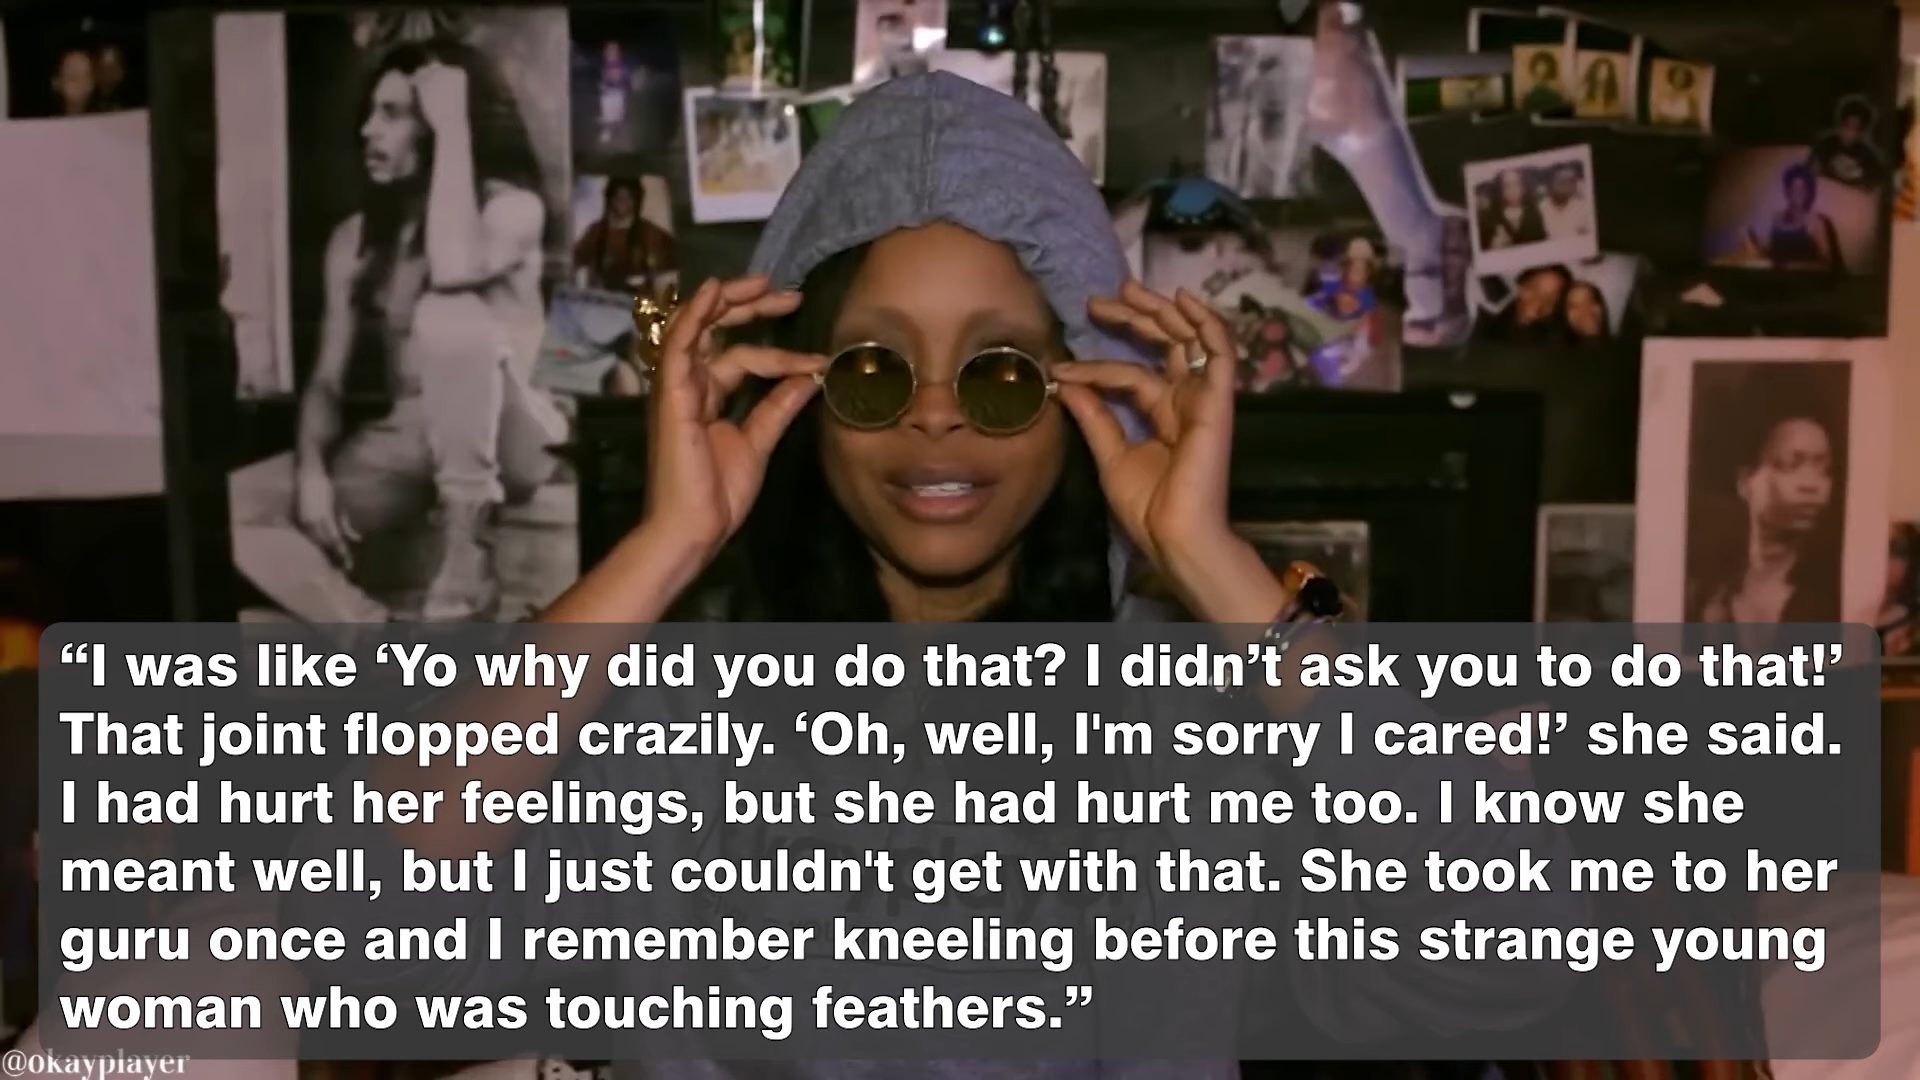 “I was like ‘Yo why did you do that? I didn’t ask you to do that!’
That joint flopped crazily. ‘Oh, well, I'm sorry I cared!’ she said.
I had hurt her feelings, but she had hurt me too. I know she
meant well, but I just couldn't get with that. She took me to her
guru once and I remember kneeling before this strange young
woman who was touching feathers.”
@okayplayer